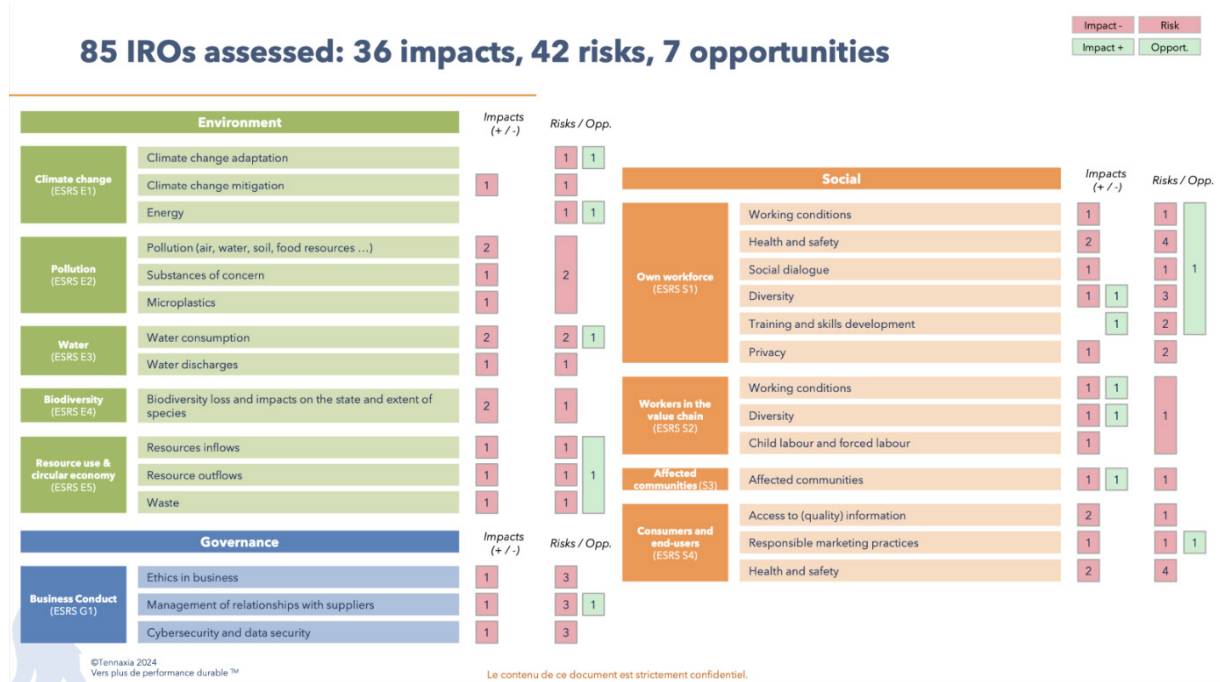 85 IROs assessed: 36 impacts, 42 risks, 7 opportunities
Impact - Risk
Impact + Opport.
Environment
Impacts
(+ / -)
Risks / Opp.
Climate change
(ESRS E1)
Climate change adaptation 1 1
Climate change mitigation 1 1
Energy 1 1
Pollution
(ESRS E2)
Pollution (air, water, soil, food resources ...) 2
Substances of concern 1 2
Microplastics 1
Water
(ESRS E3)
Water consumption 2 2 1
Water discharges 1 1
Biodiversity
(ESRS E4)
Biodiversity loss and impacts on the state and extent of
species
2 1
Resource use &
circular economy
(ESRS E5)
Resources inflows 1 1
Resource outflows 1 1 1
Waste 1 1
Governance
Impacts
(+ / -)
Risks / Opp.
Business Conduct
(ESRS G1)
Ethics in business 1 3
Management of relationships with suppliers 1 3 1
Cybersecurity and data security 1 3
Social
Impacts
(+ / -)
Risks / Opp.
Own workforce
(ESRS S1)
Working conditions 1 1
Health and safety 2 4
Social dialogue 1 1 1
Diversity 1 1 3
Training and skills development 1 2
Privacy 1 2
Workers in the
value chain
(ESRS S2)
Working conditions 1 1
Diversity 1 1 1
Child labour and forced labour 1
Affected
communities (S3)
Affected communities 1 1 1
Consumers and
end-users
(ESRS S4)
Access to (quality) information 2 1
Responsible marketing practices 1 1 1
Health and safety 2 4
©Tennaxia 2024
Vers plus de performance durable ™
Le contenu de ce document est strictement confidentiel.